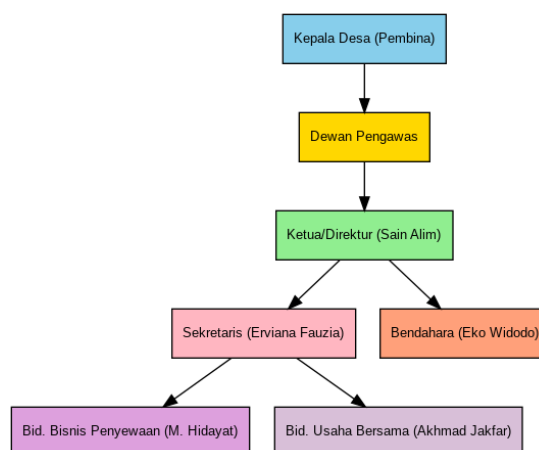 Kepala Desa (Pembina)
Dewan Pengawas
Ketua/Direktur (Sain Alim)
Sekretaris (Erviana Fauzia)
Bendahara (Eko Widodo)
Bid. Bisnis Penyewaan (M. Hidayat)
Bid. Usaha Bersama (Akhmad Jakfar)